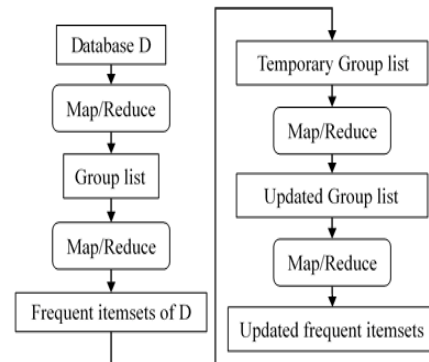 Database D
Map/Reduce
Group list
Map/Reduce
Frequent itemsets of D
Temporary Group list
Map/Reduce
Updated Group list
Map/Reduce
Updated frequent itemsets